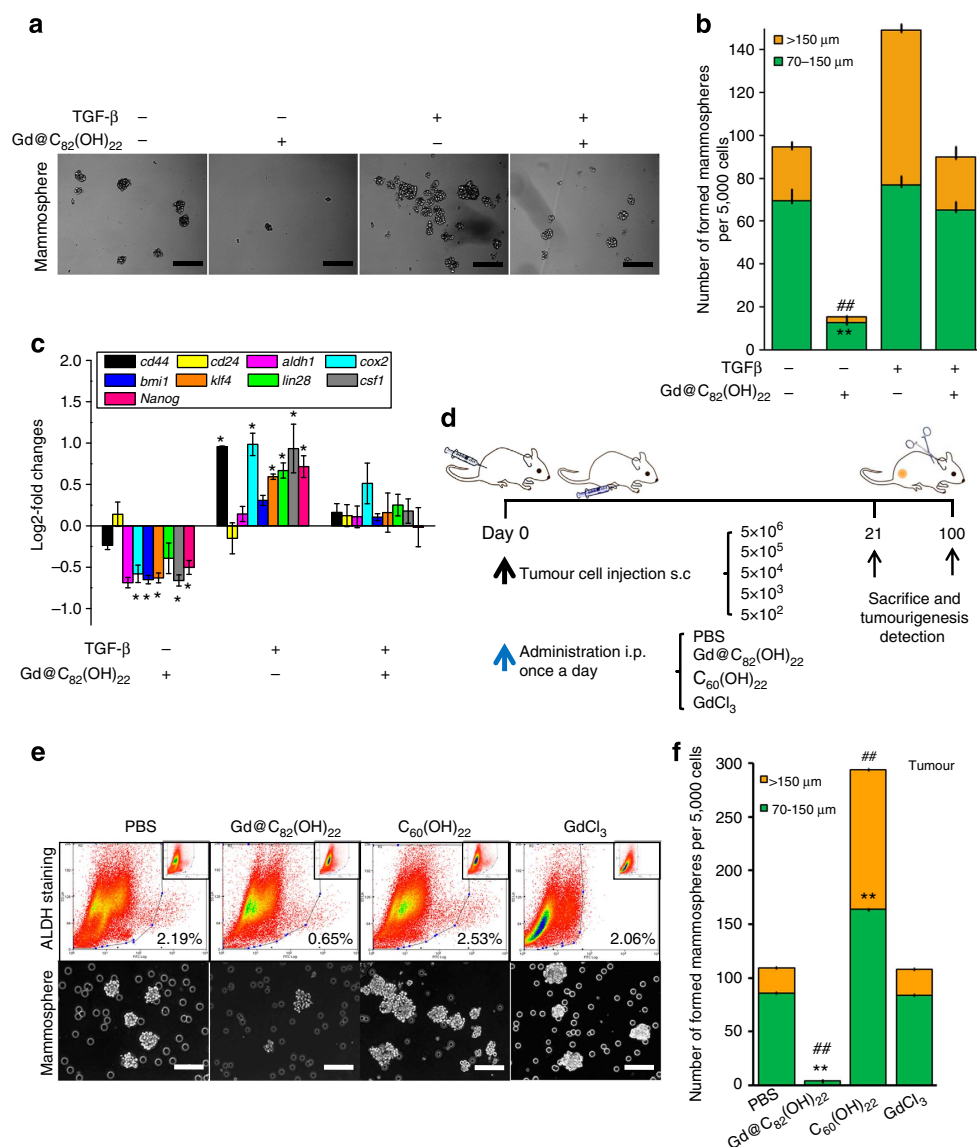 a
TGF-β – – + +
Gd@C82(OH)22 – + – +
Mammosphere
b
>150 μm
70–150 μm
Number of formed mammospheres
per 5,000 cells
140
120
100
80
60
40
20
0
##
**
TGFβ – – + +
Gd@C82(OH)22 – + – +
c
Log2-fold changes
2.0
1.5
1.0
0.5
0.0
–0.5
–1.0
cd44 cd24 aldh1 cox2
bmi1 klf4 lin28 csf1
Nanog
* * * * *
* * * * * *
TGF-β – + +
Gd@C82(OH)22 + – +
d
Day 0 21 100
Tumour cell injection s.c
5×10^6
5×10^5
5×10^4
5×10^3
5×10^2
Sacrifice and
tumourigenesis
detection
Administration i.p.
once a day
PBS
Gd@C82(OH)22
C60(OH)22
GdCl3
e
PBS Gd@C82(OH)22 C60(OH)22 GdCl3
ALDH staining
2.19% 0.65% 2.53% 2.06%
Mammosphere
f
Tumour
>150 μm
70-150 μm
Number of formed mammospheres per 5,000 cells
300
250
200
150
100
50
0
##
**
##
**
PBS
Gd@C82(OH)22
C60(OH)22
GdCl3